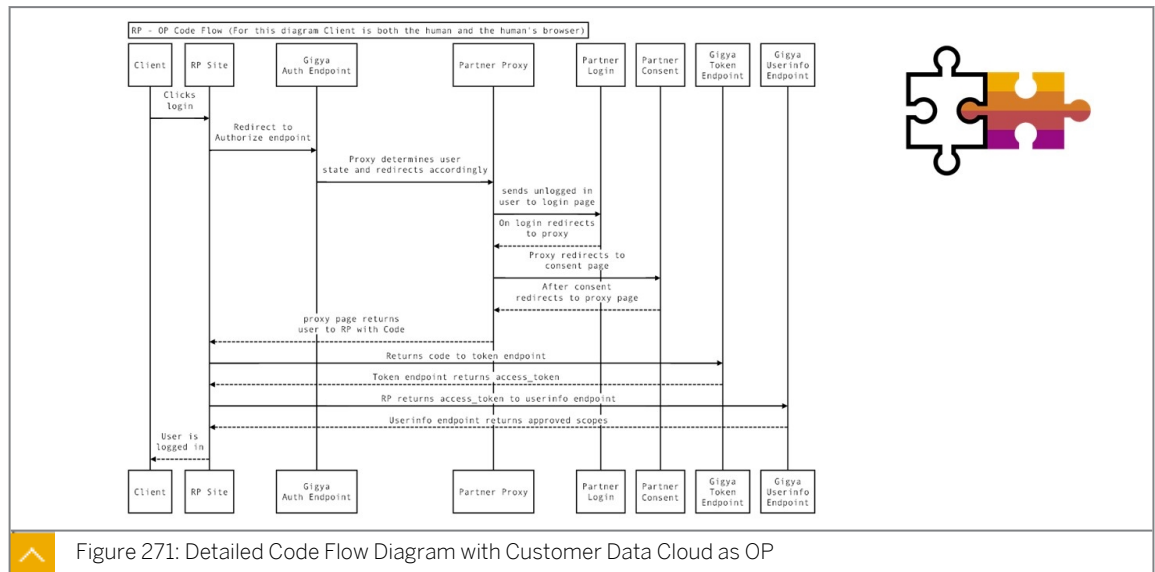 RP - OP Code Flow (For this diagram Client is both the human and the human's browser)
Client
RP Site
Gigya
Auth Endpoint
Partner Proxy
Partner
Login
Partner
Consent
Gigya
Token
Endpoint
Gigya
Userinfo
Endpoint
Clicks
login
Redirect to
Authorize endpoint
Proxy determines user
state and redirects accordingly
sends unlogged in
user to login page
On login redirects
to proxy
Proxy redirects to
consent page
After consent
redirects to proxy page
proxy page returns
user to RP with Code
Returns code to token endpoint
Token endpoint returns access_token
RP returns access_token to userinfo endpoint
Userinfo endpoint returns approved scopes
User is
logged in
Client
RP Site
Gigya
Auth Endpoint
Partner Proxy
Partner
Login
Partner
Consent
Gigya
Token
Endpoint
Gigya
Userinfo
Endpoint
Figure 271: Detailed Code Flow Diagram with Customer Data Cloud as OP